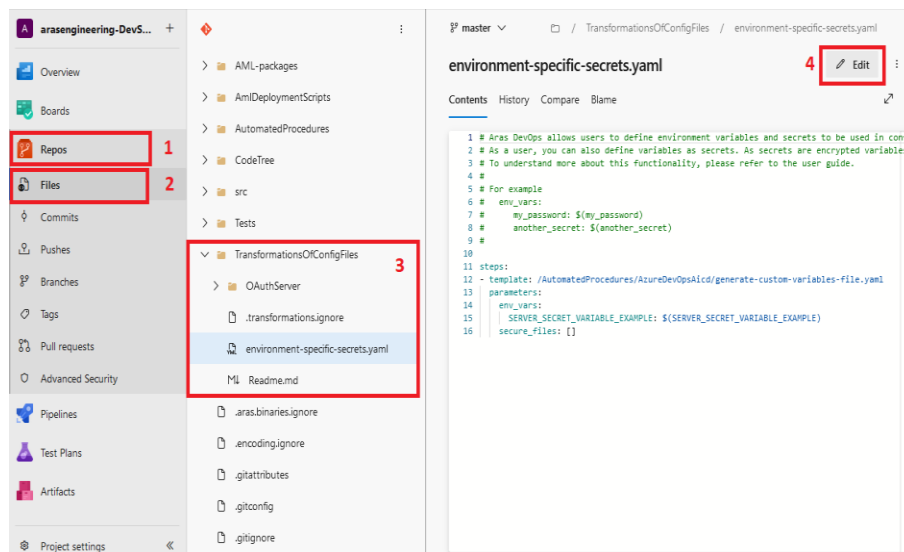 A arasengineering-DevS... +
Overview
Boards
Repos 1
Files 2
Commits
Pushes
Branches
Tags
Pull requests
Advanced Security
Pipelines
Test Plans
Artifacts
Project settings
AML-packages
AmlDeploymentScripts
AutomatedProcedures
CodeTree
src
Tests
TransformationsOfConfigFiles 3
OAuthServer
.transformations.ignore
environment-specific-secrets.yaml
Readme.md
.aras.binaries.ignore
.encoding.ignore
.gitattributes
.gitconfig
.gitignore
master / TransformationsOfConfigFiles / environment-specific-secrets.yaml
environment-specific-secrets.yaml 4 Edit
Contents History Compare Blame
1 # Aras DevOps allows users to define environment variables and secrets to be used in con
2 # As a user, you can also define variables as secrets. As secrets are encrypted variables
3 # To understand more about this functionality, please refer to the user guide.
4 #
5 # For example
6 # env_vars:
7 # my_password: $(my_password)
8 # another_secret: $(another_secret)
9 #
10
11 steps:
12 - template: /AutomatedProcedures/AzureDevOpsAicd/generate-custom-variables-file.yaml
13 parameters:
14 env_vars:
15 SERVER_SECRET_VARIABLE_EXAMPLE: $(SERVER_SECRET_VARIABLE_EXAMPLE)
16 secure_files: []